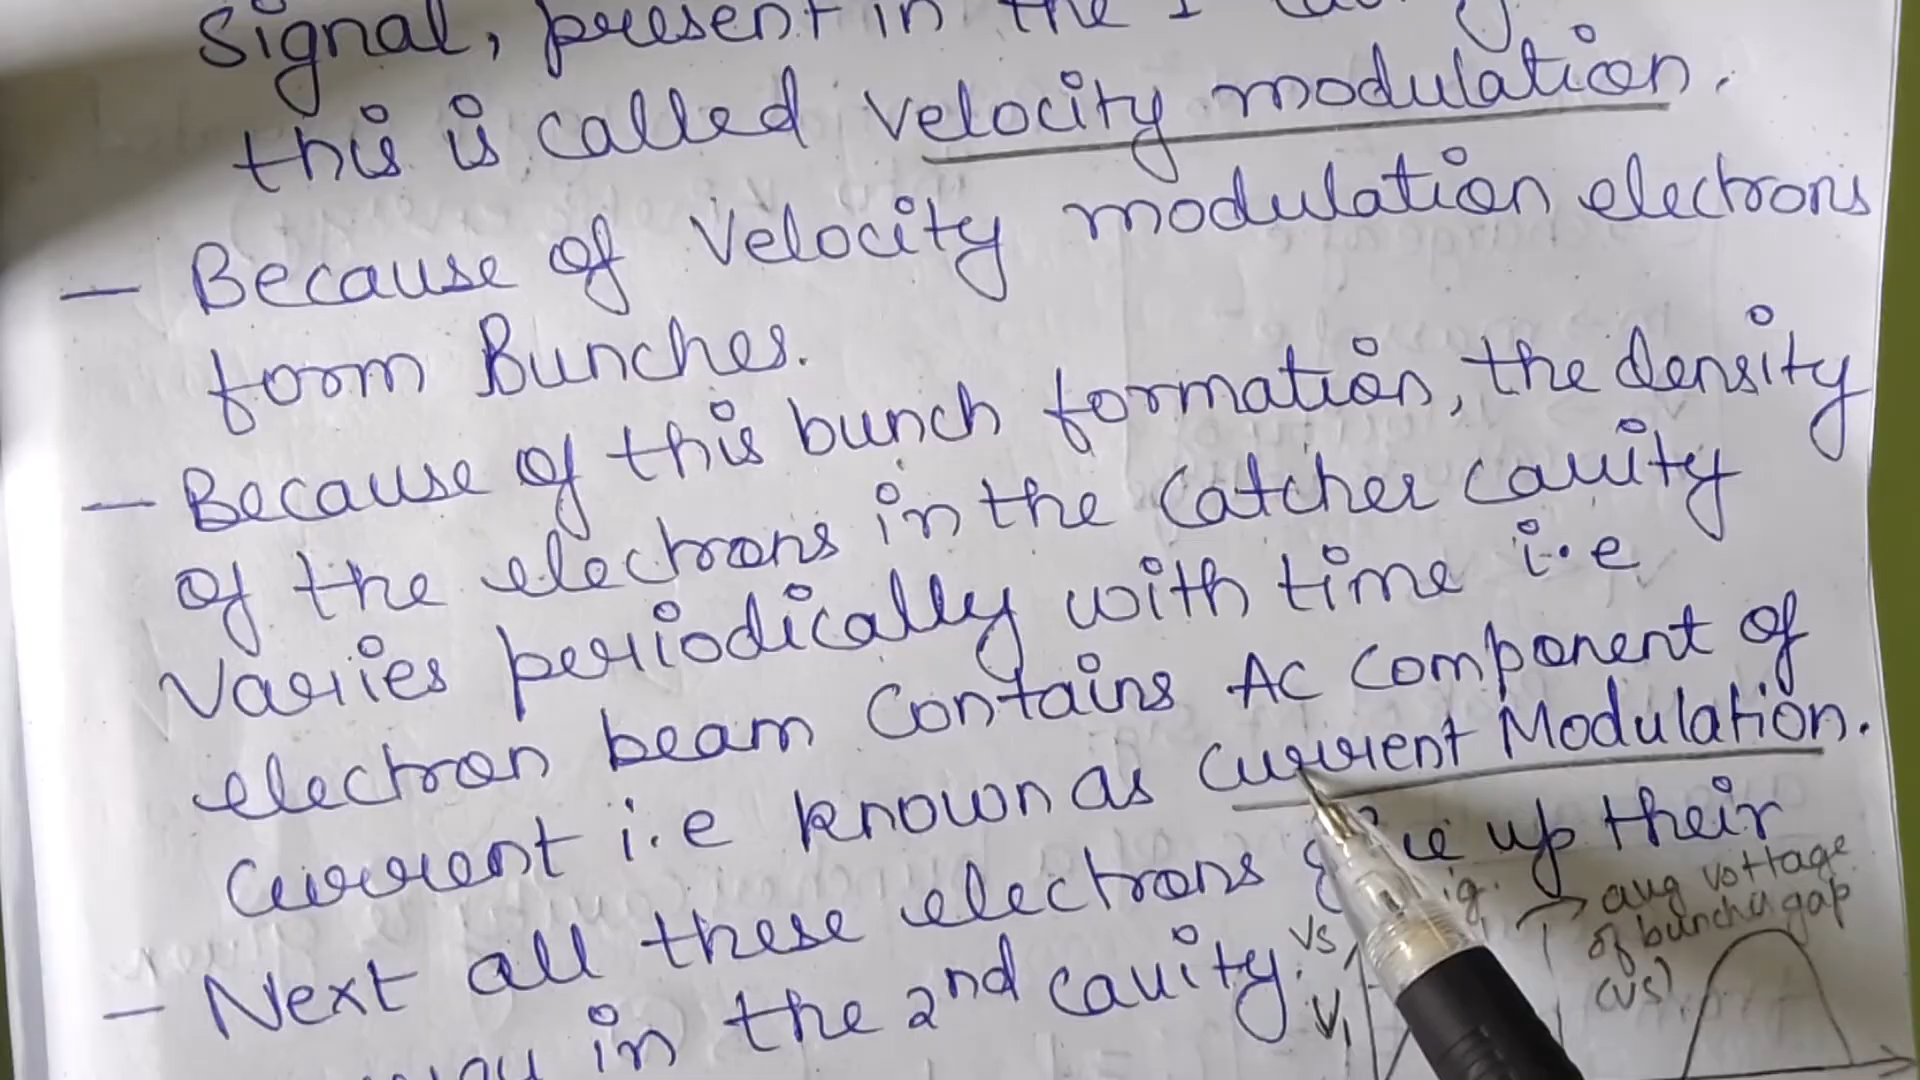 Signal, present in the I
this is called velocity modulation.
- Because of Velocity modulation electrons
form Bunches.
- Because of this bunch formation, the density
of the electrons in the catcher cavity
varies periodically with time i.e
electron beam contains AC component of
current i.e known as Current Modulation.
- Next all these electrons up their
in the 2nd cavity.
Vs
V1
avg voltage
of buncher gap
(Vs)